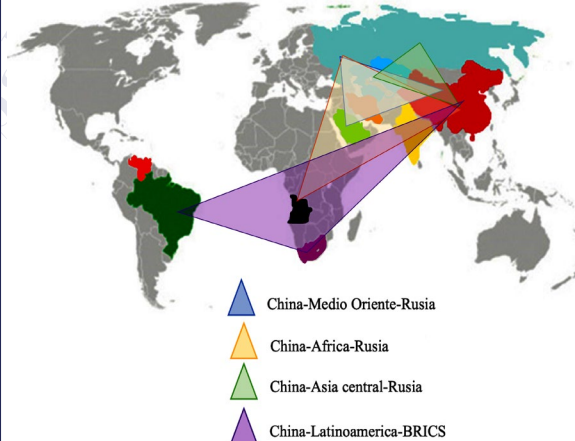 China-Medio Oriente-Rusia
China-Africa-Rusia
China-Asia central-Rusia
China-Latinoamerica-BRICS